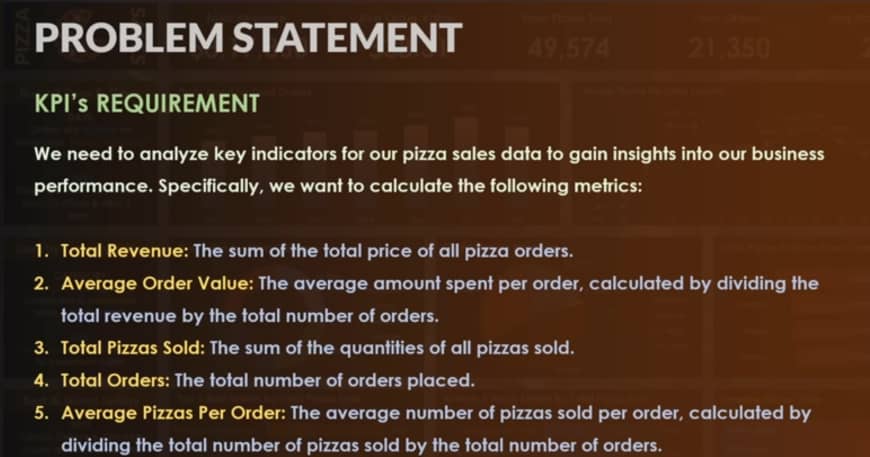 PROBLEM STATEMENT
49,574
21,350
KPI's REQUIREMENT
We need to analyze key indicators for our pizza sales data to gain insights into our business
performance. Specifically, we want to calculate the following metrics:
1. Total Revenue: The sum of the total price of all pizza orders.
2. Average Order Value: The average amount spent per order, calculated by dividing the
total revenue by the total number of orders.
3. Total Pizzas Sold: The sum of the quantities of all pizzas sold.
4. Total Orders: The total number of orders placed.
5. Average Pizzas Per Order: The average number of pizzas sold per order, calculated by
dividing the total number of pizzas sold by the total number of orders.